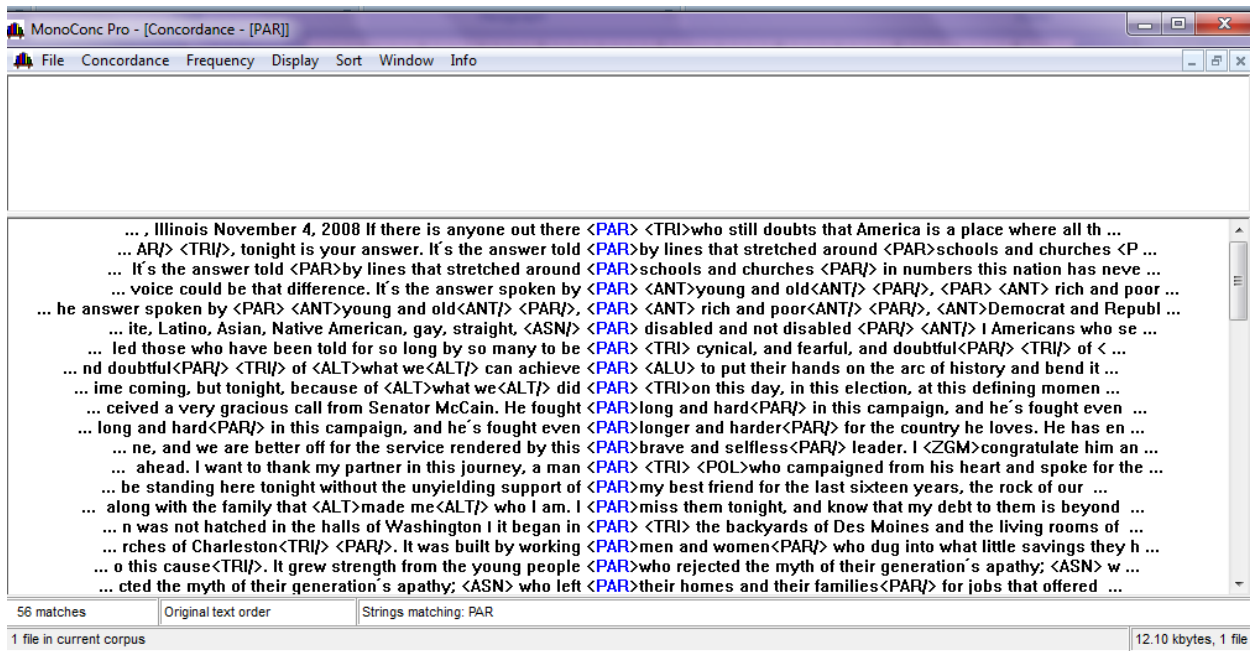 MonoConc Pro - [Concordance - [PAR]]
File Concordance Frequency Display Sort Window Info
... , Illinois November 4, 2008 If there is anyone out there <PAR> <TRI>who still doubts that America is a place where all th ...
... AR/> <TRI/>, tonight is your answer. It´s the answer told <PAR>by lines that stretched around <PAR>schools and churches <P ...
... It´s the answer told <PAR>by lines that stretched around <PAR>schools and churches <PAR/> in numbers this nation has neve ...
... voice could be that difference. It´s the answer spoken by <PAR> <ANT>young and old<ANT/> <PAR/>, <PAR> <ANT> rich and poor ...
... he answer spoken by <PAR> <ANT>young and old<ANT/> <PAR/>, <PAR> <ANT> rich and poor<ANT/> <PAR/>, <ANT>Democrat and Republ ...
... ite, Latino, Asian, Native American, gay, straight, <ASN/> <PAR> disabled and not disabled <PAR/> <ANT/> I Americans who se ...
... led those who have been told for so long by so many to be <PAR> <TRI> cynical, and fearful, and doubtful<PAR/> <TRI/> of < ...
... nd doubtful<PAR/> <TRI/> of <ALT>what we<ALT/> can achieve <PAR> <ALU> to put their hands on the arc of history and bend it ...
... ime coming, but tonight, because of <ALT>what we<ALT/> did <PAR> <TRI>on this day, in this election, at this defining momen ...
... ceived a very gracious call from Senator McCain. He fought <PAR>long and hard<PAR/> in this campaign, and he´s fought even ...
... long and hard<PAR/> in this campaign, and he´s fought even <PAR>longer and harder<PAR/> for the country he loves. He has en ...
... ne, and we are better off for the service rendered by this <PAR>brave and selfless<PAR/> leader. I <ZGM>congratulate him an ...
... ahead. I want to thank my partner in this journey, a man <PAR> <TRI> <POL>who campaigned from his heart and spoke for the ...
... be standing here tonight without the unyielding support of <PAR>my best friend for the last sixteen years, the rock of our ...
... along with the family that <ALT>made me<ALT/> who I am. I <PAR>miss them tonight, and know that my debt to them is beyond ...
... n was not hatched in the halls of Washington I it began in <PAR> <TRI> the backyards of Des Moines and the living rooms of ...
... rches of Charleston<TRI/> <PAR/>. It was built by working <PAR>men and women<PAR/> who dug into what little savings they h ...
... o this cause<TRI/>. It grew strength from the young people <PAR>who rejected the myth of their generation´s apathy; <ASN> w ...
... cted the myth of their generation´s apathy; <ASN> who left <PAR>their homes and their families<PAR/> for jobs that offered ...
56 matches Original text order Strings matching: PAR
1 file in current corpus 12.10 kbytes, 1 file